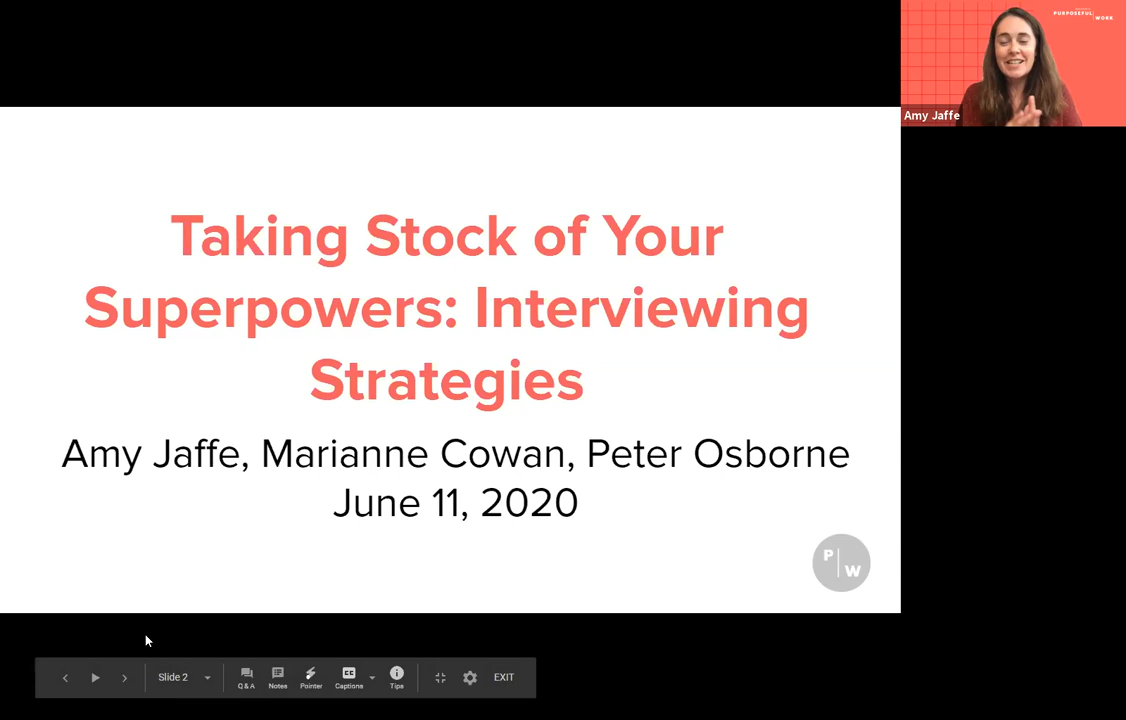 PURPOSEFUL WORK
Amy Jaffe
Taking Stock of Your
Superpowers: Interviewing
Strategies
Amy Jaffe, Marianne Cowan, Peter Osborne
June 11, 2020
P W
Slide 2
Q & A
Notes
Pointer
Captions
Tips
EXIT